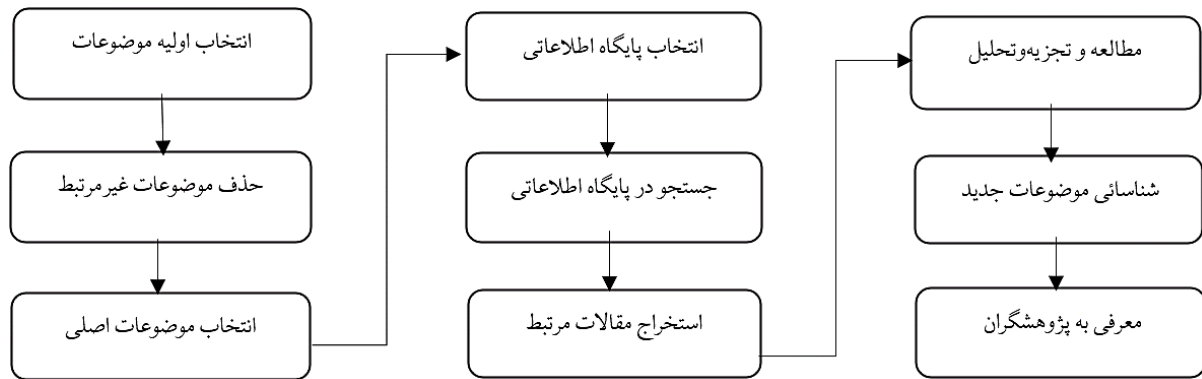 انتخاب اولیه موضوعات
حذف موضوعات غیرمرتبط
انتخاب موضوعات اصلی
انتخاب پایگاه اطلاعاتی
جستجو در پایگاه اطلاعاتی
استخراج مقالات مرتبط
مطالعه و تجزیه‌وتحلیل
شناسائی موضوعات جدید
معرفی به پژوهشگران